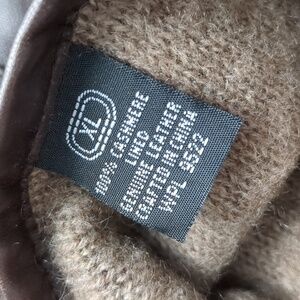 XL
100% CASHMERE
LINED
GENUINE LEATHER
CRAFTED IN CHINA
WPL 9522